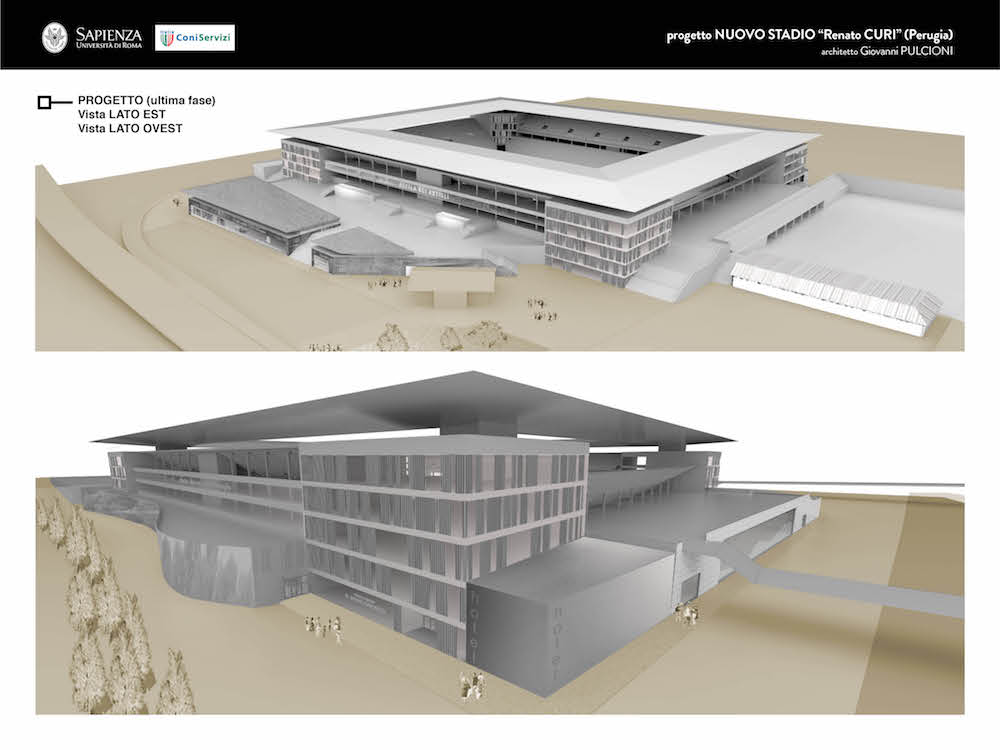 SAPIENZA
UNIVERSITÀ DI ROMA
ConiServizi
progetto NUOVO STADIO “Renato CURI” (Perugia)
architetto Giovanni PULCIONI
PROGETTO (ultima fase)
Vista LATO EST
Vista LATO OVEST
hotel
hotel